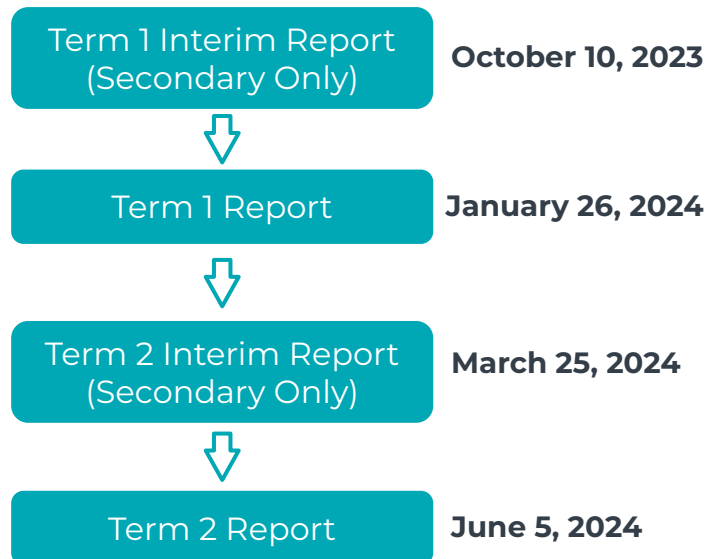 Term 1 Interim Report
(Secondary Only)
October 10, 2023
Term 1 Report
January 26, 2024
Term 2 Interim Report
(Secondary Only)
March 25, 2024
Term 2 Report
June 5, 2024